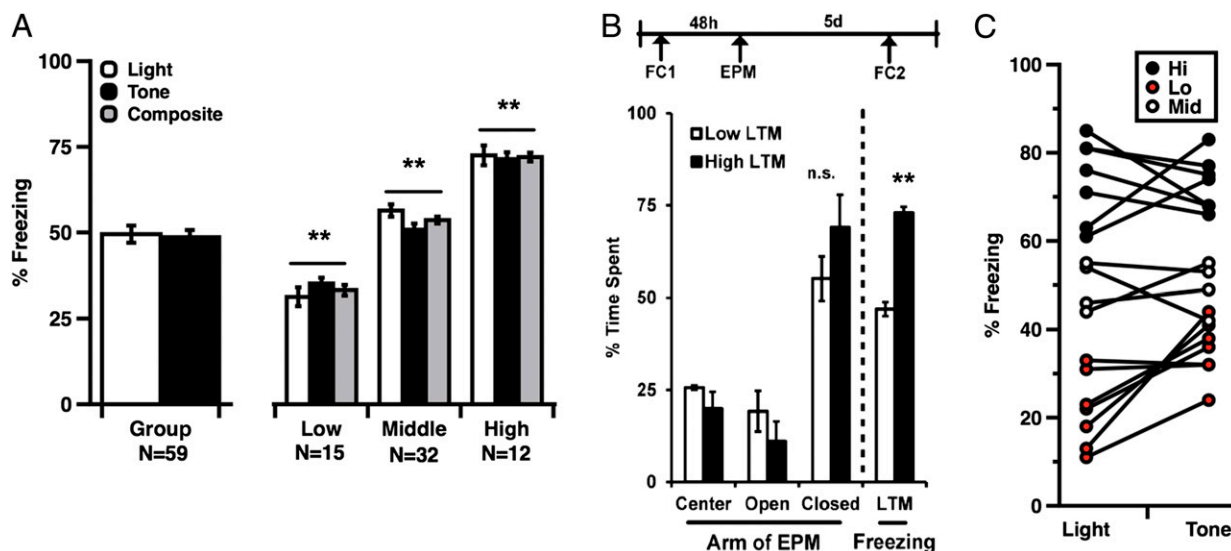 A
% Freezing
100
75
50
25
0
Light
Tone
Composite
**
**
**
Group
N=59
Low
N=15
Middle
N=32
High
N=12
B
48h
5d
FC1
EPM
FC2
% Time Spent
100
75
50
25
0
Low LTM
High LTM
n.s.
**
Center
Open
Closed
LTM
Arm of EPM
Freezing
C
% Freezing
100
80
60
40
20
0
Hi
Lo
Mid
Light
Tone